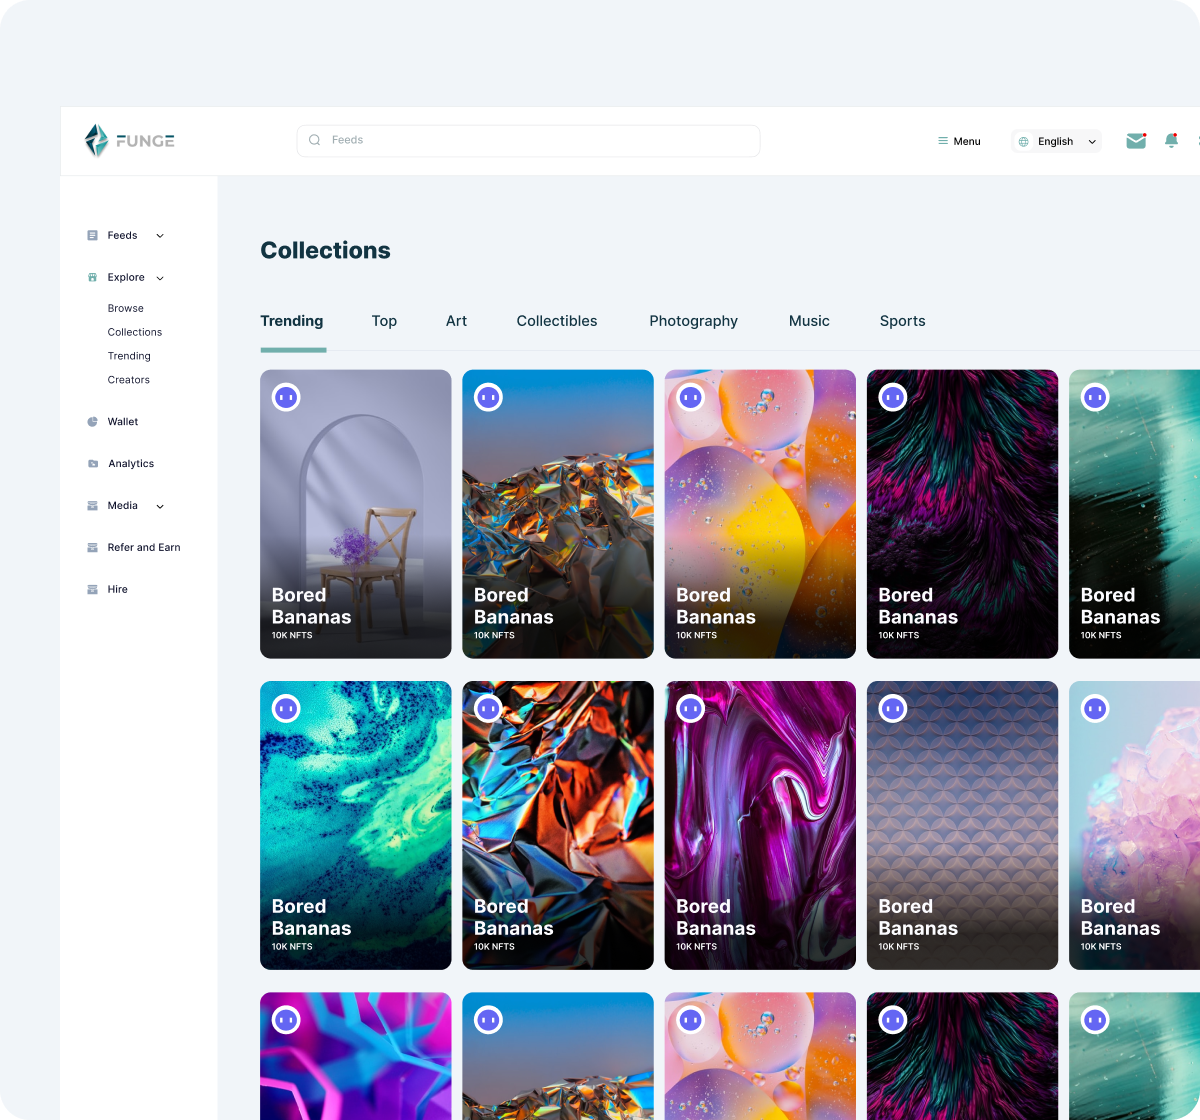 FUNGE
Feeds
Menu
English
Feeds
Explore
Browse
Collections
Trending
Creators
Wallet
Analytics
Media
Refer and Earn
Hire
Collections
Trending Top Art Collectibles Photography Music Sports
Bored
Bananas
10K NFTS
Bored
Bananas
10K NFTS
Bored
Bananas
10K NFTS
Bored
Bananas
10K NFTS
Bored
Bananas
10K NFTS
Bored
Bananas
10K NFTS
Bored
Bananas
10K NFTS
Bored
Bananas
10K NFTS
Bored
Bananas
10K NFTS
Bored
Bananas
10K NFTS